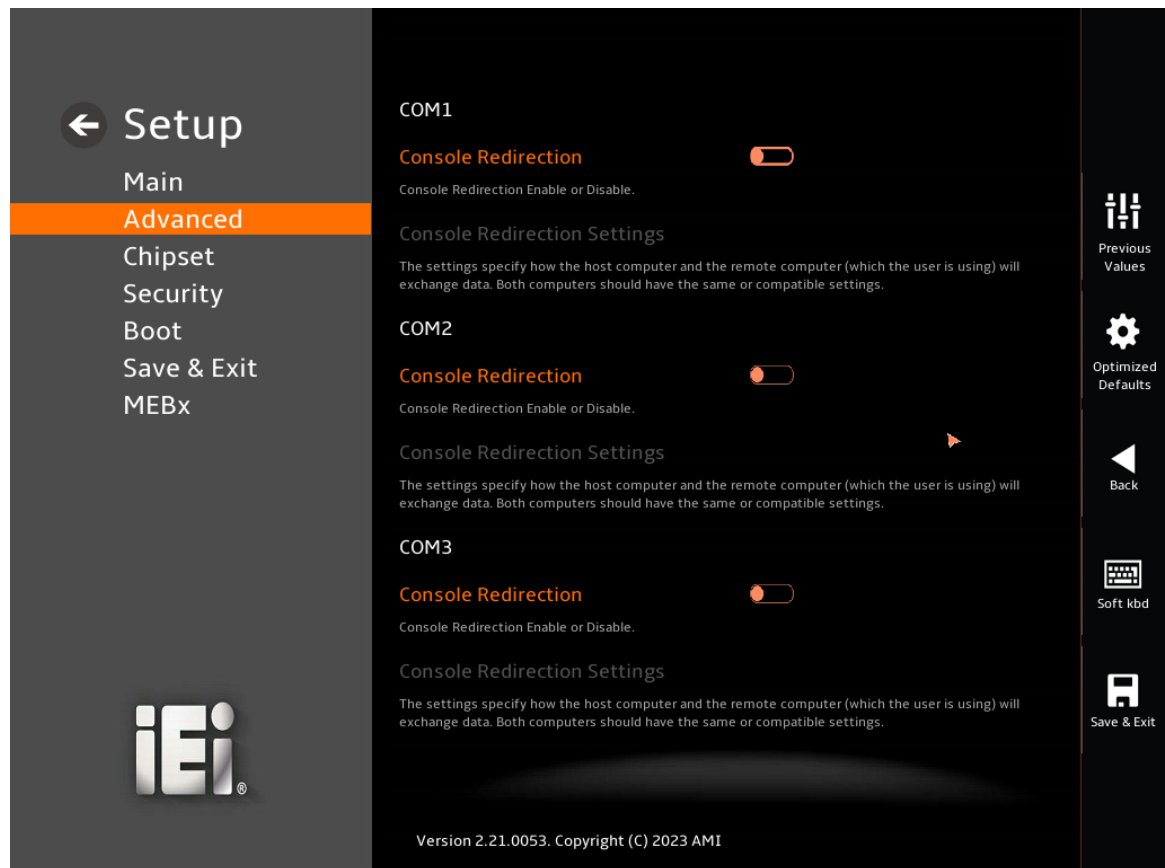 Setup
Main
Advanced
Chipset
Security
Boot
Save & Exit
MEBx
iEi®
COM1
Console Redirection
Console Redirection Enable or Disable.
Console Redirection Settings
The settings specify how the host computer and the remote computer (which the user is using) will
exchange data. Both computers should have the same or compatible settings.
COM2
Console Redirection
Console Redirection Enable or Disable.
Console Redirection Settings
The settings specify how the host computer and the remote computer (which the user is using) will
exchange data. Both computers should have the same or compatible settings.
COM3
Console Redirection
Console Redirection Enable or Disable.
Console Redirection Settings
The settings specify how the host computer and the remote computer (which the user is using) will
exchange data. Both computers should have the same or compatible settings.
Version 2.21.0053. Copyright (C) 2023 AMI
Previous
Values
Optimized
Defaults
Back
Soft kbd
Save & Exit